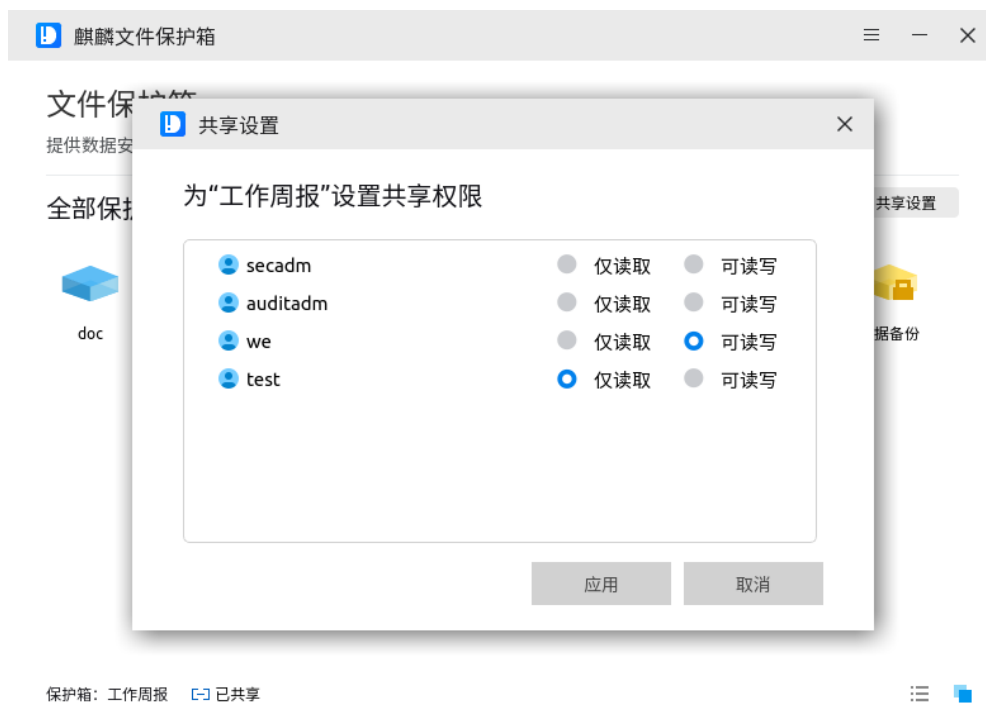 麒麟文件保护箱
文件保护箱
提供数据安
共享设置
为“工作周报”设置共享权限
全部保护
共享设置
secadm 仅读取 可读写
auditadm 仅读取 可读写
we 仅读取 可读写
test 仅读取 可读写
doc
据备份
应用 取消
保护箱：工作周报 已共享